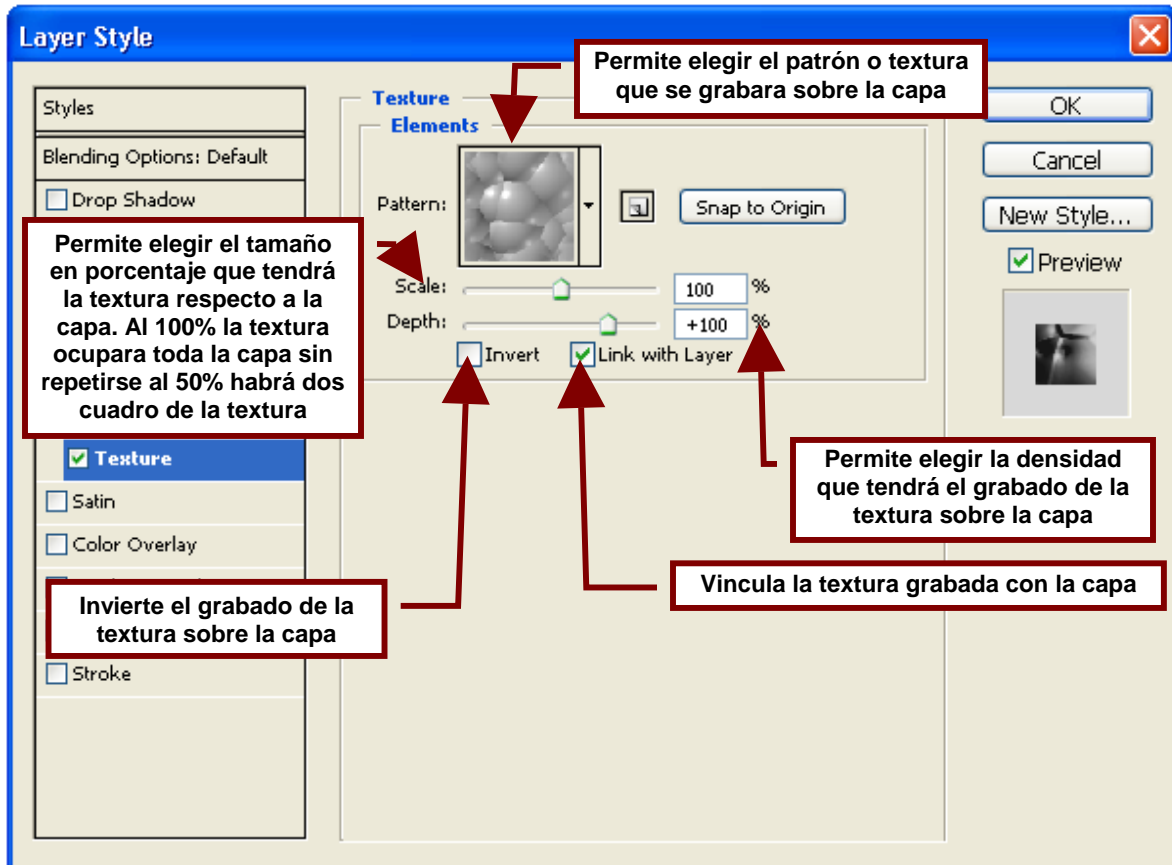 Layer Style
Permite elegir el patrón o textura
que se grabara sobre la capa
Styles
Blending Options: Default
Drop Shadow
Permite elegir el tamaño
en porcentaje que tendrá
la textura respecto a la
capa. Al 100% la textura
ocupara toda la capa sin
repetirse al 50% habrá dos
cuadro de la textura
Texture
Satin
Color Overlay
Invierte el grabado de la
textura sobre la capa
Stroke
Texture
Elements
Pattern:
Snap to Origin
Scale: 100 %
Depth: +100 %
Invert Link with Layer
Permite elegir la densidad
que tendrá el grabado de la
textura sobre la capa
Vincula la textura grabada con la capa
OK
Cancel
New Style...
Preview